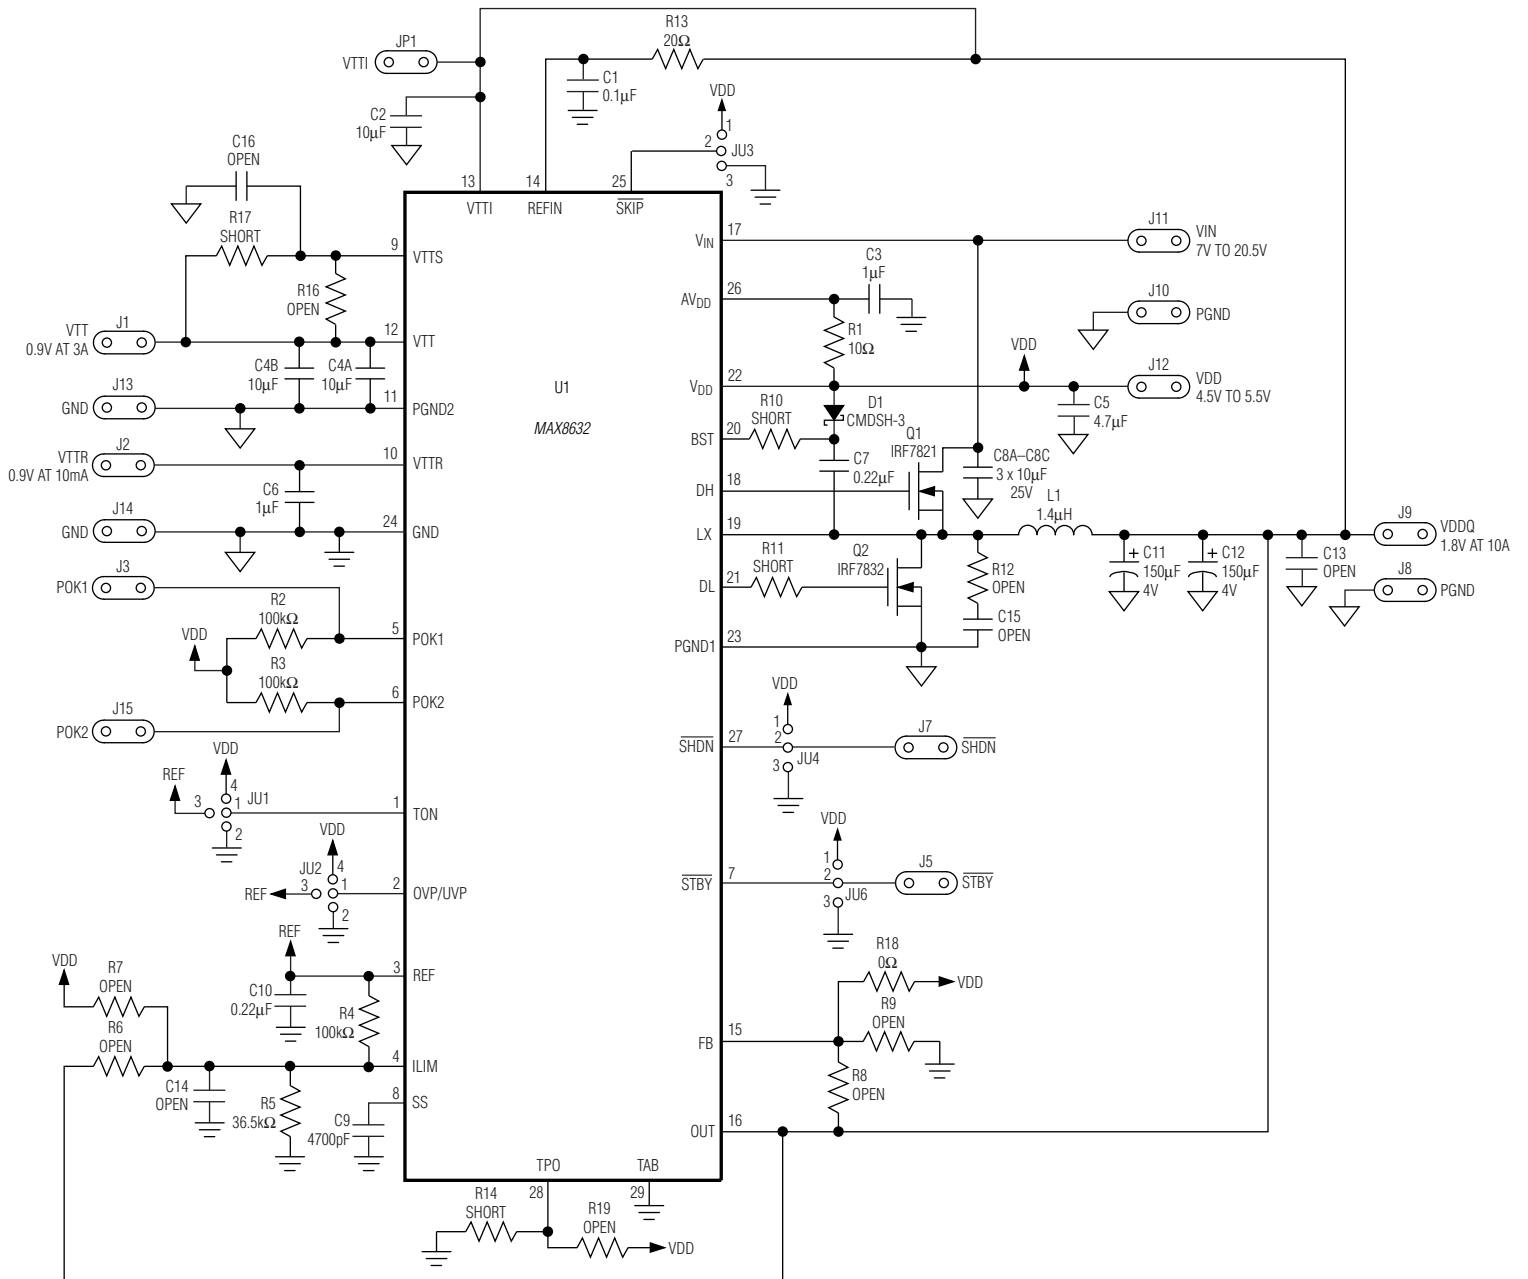 R13
20Ω
JP1
VTTI
C1
0.1µF
VDD
1
2
JU3
3
C2
10µF
C16
OPEN
13
14
25
VTTI
REFIN
SKIP
R17
SHORT
9
VTTS
R16
OPEN
VTT
0.9V AT 3A
J1
12
VTT
C4B
10µF
C4A
10µF
J13
GND
11
PGND2
U1
MAX8632
J2
VTTR
0.9V AT 10mA
10
VTTR
C6
1µF
J14
GND
24
GND
J3
POK1
R2
100kΩ
VDD
5
POK1
R3
100kΩ
6
POK2
J15
POK2
VDD
REF
4
3
1
JU1
2
1
TON
VDD
JU2
4
REF
3
1
2
2
OVP/UVP
REF
3
REF
VDD
R7
OPEN
C10
0.22µF
R4
100kΩ
R6
OPEN
4
ILIM
C14
OPEN
R5
36.5kΩ
8
SS
C9
4700pF
VIN
17
J11
VIN
7V TO 20.5V
C3
1µF
AVDD
26
R1
10Ω
J10
PGND
VDD
VDD
22
J12
VDD
4.5V TO 5.5V
R10
SHORT
D1
CMDSH-3
C5
4.7µF
BST
20
Q1
IRF7821
C7
0.22µF
C8A–C8C
3 x 10µF
25V
DH
18
L1
1.4µH
LX
19
J9
VDDQ
1.8V AT 10A
R11
SHORT
Q2
IRF7832
R12
OPEN
C11
150µF
4V
+
C12
150µF
4V
+
C13
OPEN
DL
21
J8
PGND
C15
OPEN
PGND1
23
VDD
1
2
3
JU4
SHDN
27
J7
SHDN
VDD
1
2
3
JU6
STBY
7
J5
STBY
R18
0Ω
VDD
R9
OPEN
FB
15
R8
OPEN
OUT
16
TPO
TAB
28
29
R14
SHORT
R19
OPEN
VDD